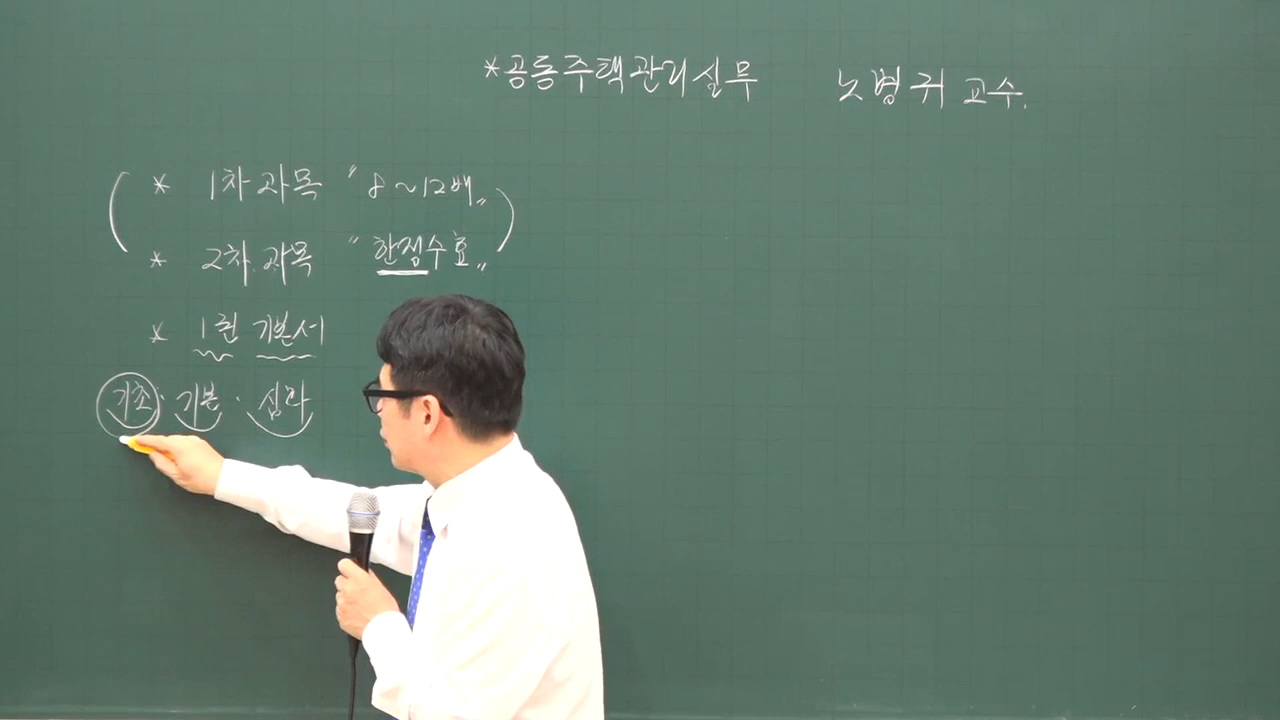 *공동주택관리실무 노병귀 교수.
* 1차 과목 "8~12배"
* 2차 과목 "한정수효"
* 1권 기본서
기초·기본·심화